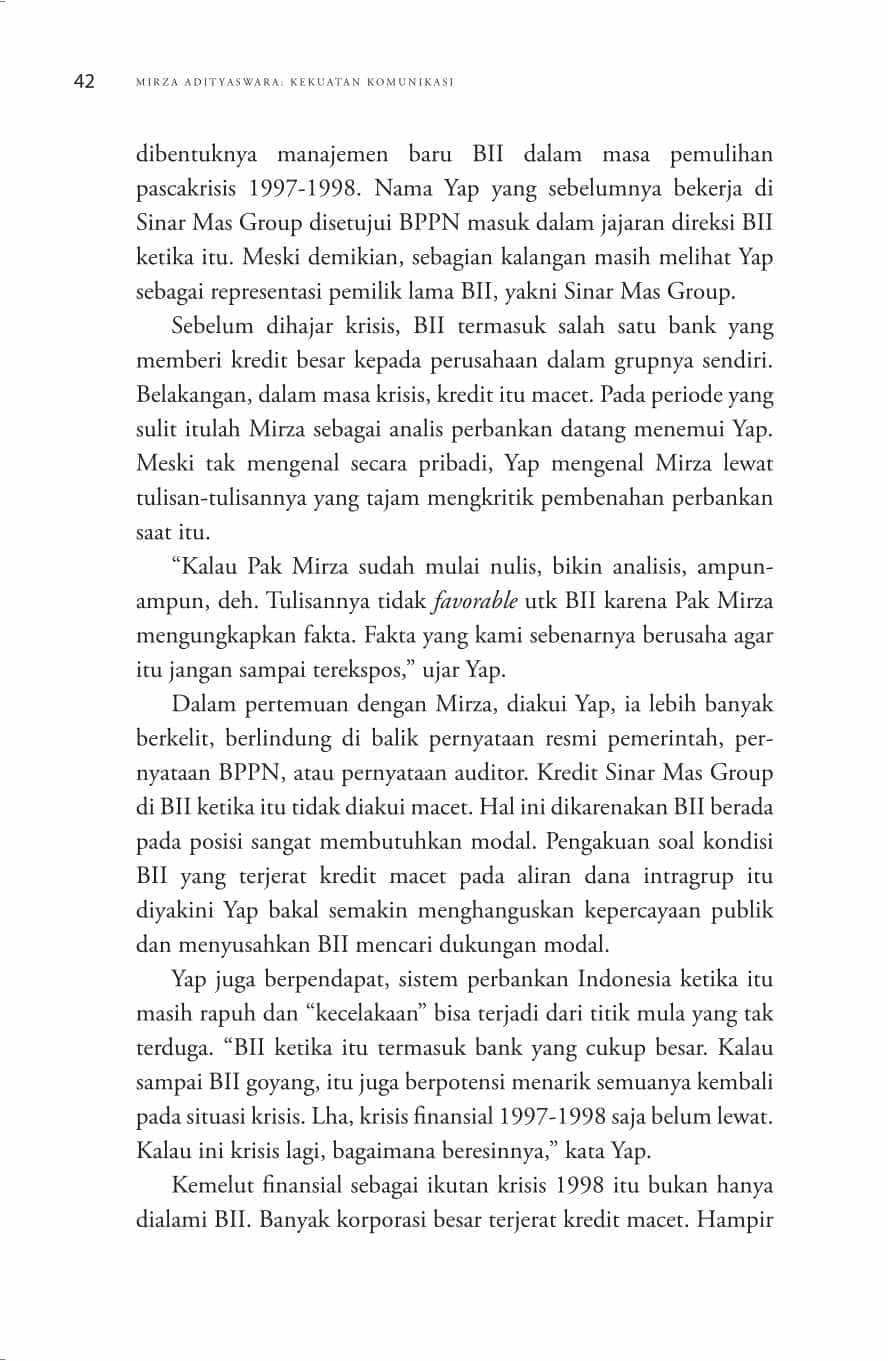 42
MIRZA ADITYASWARA: KEKUATAN KOMUNIKASI
dibentuknya manajemen baru BII dalam masa pemulihan
pascakrisis 1997-1998. Nama Yap yang sebelumnya bekerja di
Sinar Mas Group disetujui BPPN masuk dalam jajaran direksi BII
ketika itu. Meski demikian, sebagian kalangan masih melihat Yap
sebagai representasi pemilik lama BII, yakni Sinar Mas Group.
Sebelum dihajar krisis, BII termasuk salah satu bank yang
memberi kredit besar kepada perusahaan dalam grupnya sendiri.
Belakangan, dalam masa krisis, kredit itu macet. Pada periode yang
sulit itulah Mirza sebagai analis perbankan datang menemui Yap.
Meski tak mengenal secara pribadi, Yap mengenal Mirza lewat
tulisan-tulisannya yang tajam mengkritik pembenahan perbankan
saat itu.
“Kalau Pak Mirza sudah mulai nulis, bikin analisis, ampun-
ampun, deh. Tulisannya tidak favorable utk BII karena Pak Mirza
mengungkapkan fakta. Fakta yang kami sebenarnya berusaha agar
itu jangan sampai terekspos,” ujar Yap.
Dalam pertemuan dengan Mirza, diakui Yap, ia lebih banyak
berkelit, berlindung di balik pernyataan resmi pemerintah, per-
nyataan BPPN, atau pernyataan auditor. Kredit Sinar Mas Group
di BII ketika itu tidak diakui macet. Hal ini dikarenakan BII berada
pada posisi sangat membutuhkan modal. Pengakuan soal kondisi
BII yang terjerat kredit macet pada aliran dana intragrup itu
diyakini Yap bakal semakin menghanguskan kepercayaan publik
dan menyusahkan BII mencari dukungan modal.
Yap juga berpendapat, sistem perbankan Indonesia ketika itu
masih rapuh dan “kecelakaan” bisa terjadi dari titik mula yang tak
terduga. “BII ketika itu termasuk bank yang cukup besar. Kalau
sampai BII goyang, itu juga berpotensi menarik semuanya kembali
pada situasi krisis. Lha, krisis finansial 1997-1998 saja belum lewat.
Kalau ini krisis lagi, bagaimana beresinnya,” kata Yap.
Kemelut finansial sebagai ikutan krisis 1998 itu bukan hanya
dialami BII. Banyak korporasi besar terjerat kredit macet. Hampir